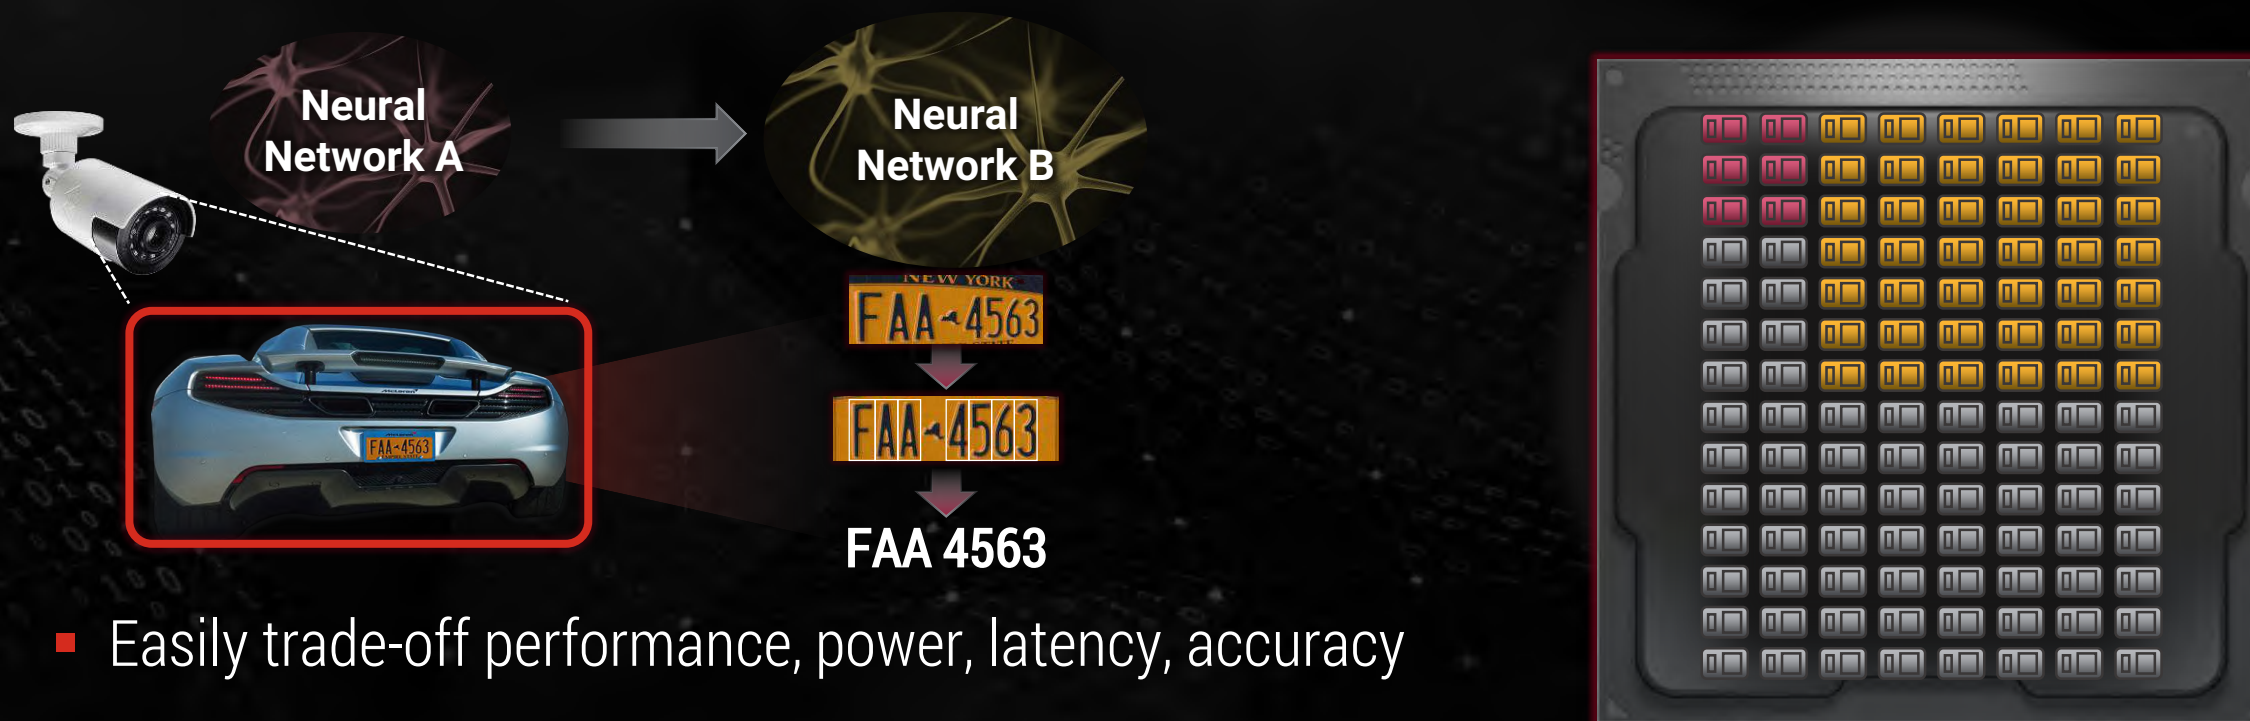 Neural
Network A
Neural
Network B
NEW YORK
FAA 4563
FAA 4563
FAA 4563
McLaren
FAA 4563
Easily trade-off performance, power, latency, accuracy